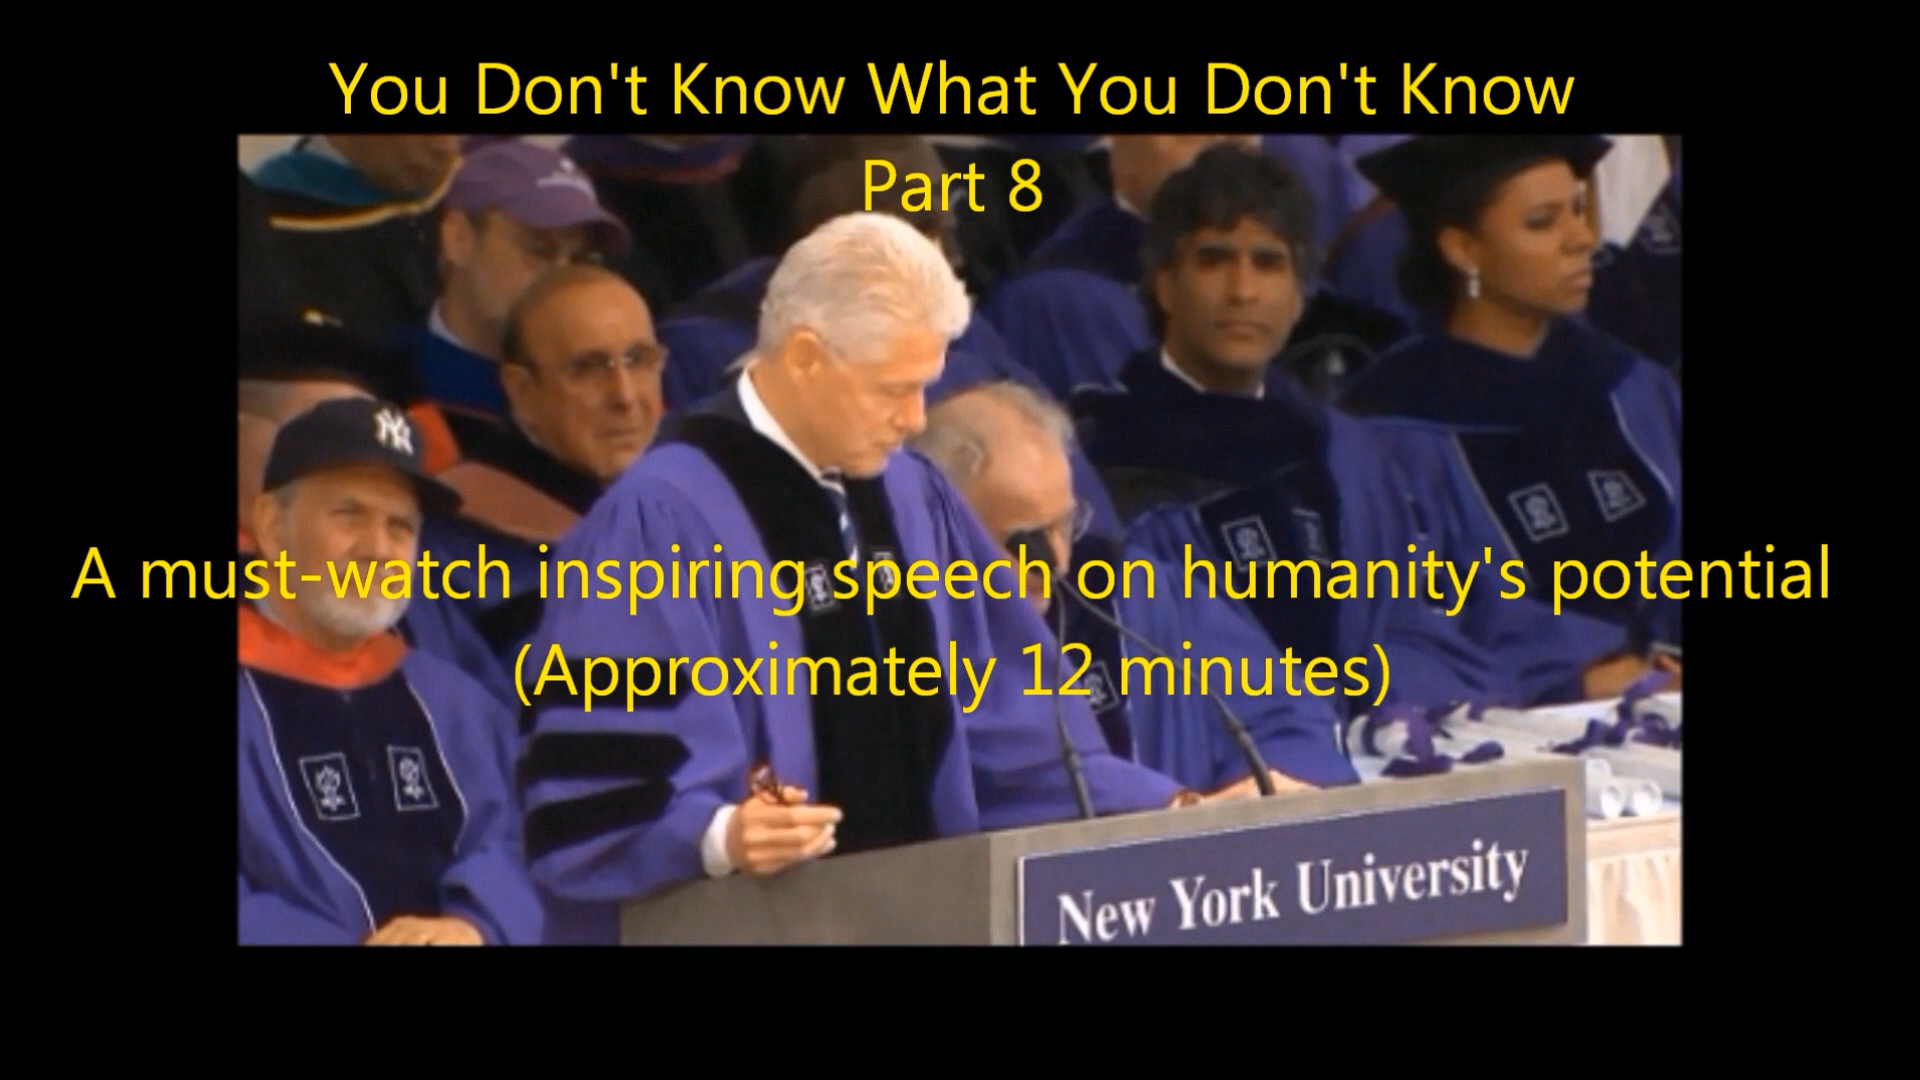 You Don't Know What You Don't Know
Part 8
NY
A must-watch inspiring speech on humanity's potential
(Approximately 12 minutes)
New York University